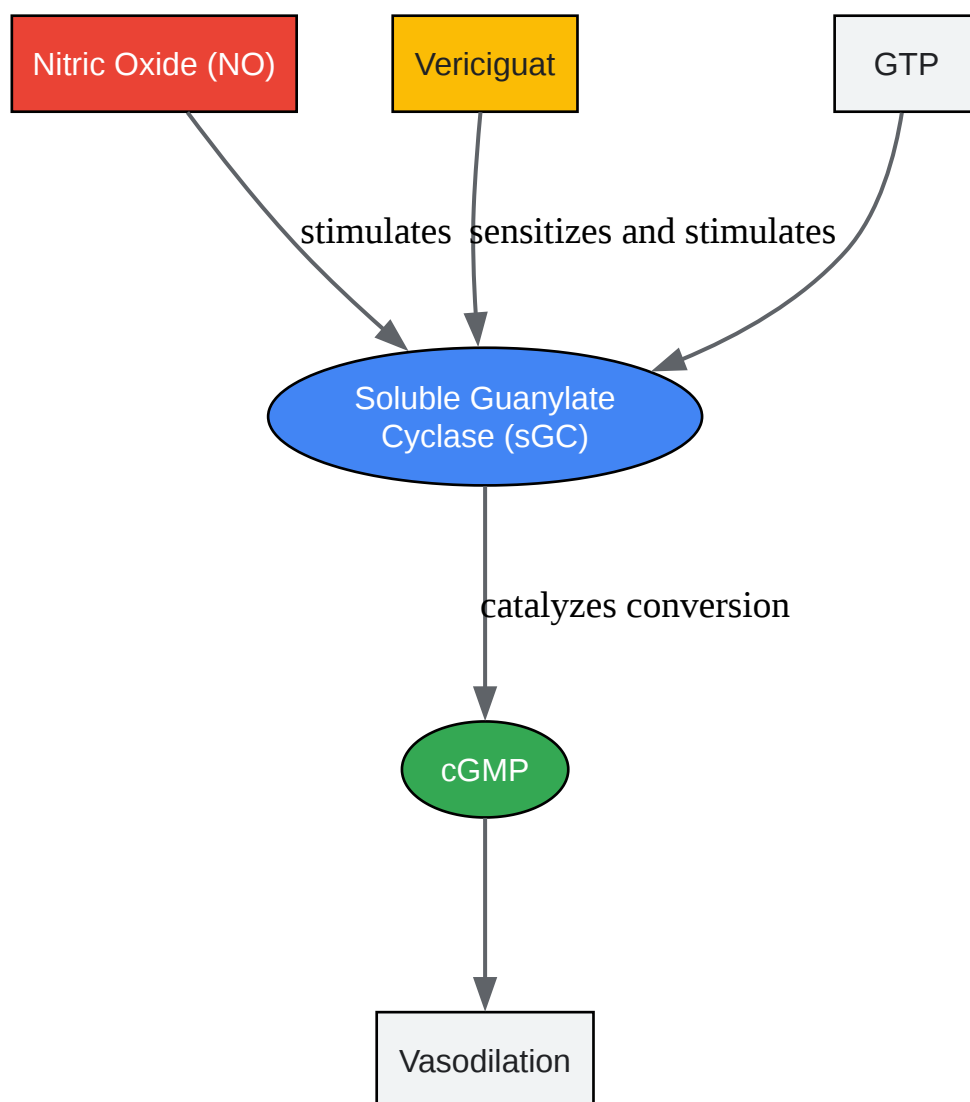 Nitric Oxide (NO)
Vericiguat
GTP
stimulates
sensitizes and stimulates
Soluble Guanylate
Cyclase (sGC)
catalyzes conversion
cGMP
Vasodilation